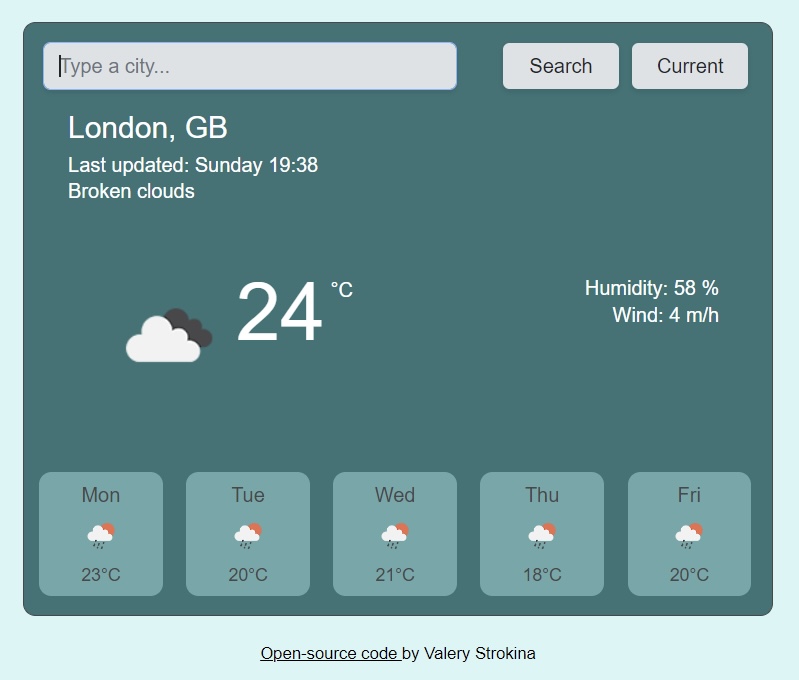 Type a city...
Search
Current
London, GB
Last updated: Sunday 19:38
Broken clouds
24 °C
Humidity: 58 %
Wind: 4 m/h
Mon
Tue
Wed
Thu
Fri
23°C
20°C
21°C
18°C
20°C
Open-source code by Valery Strokina